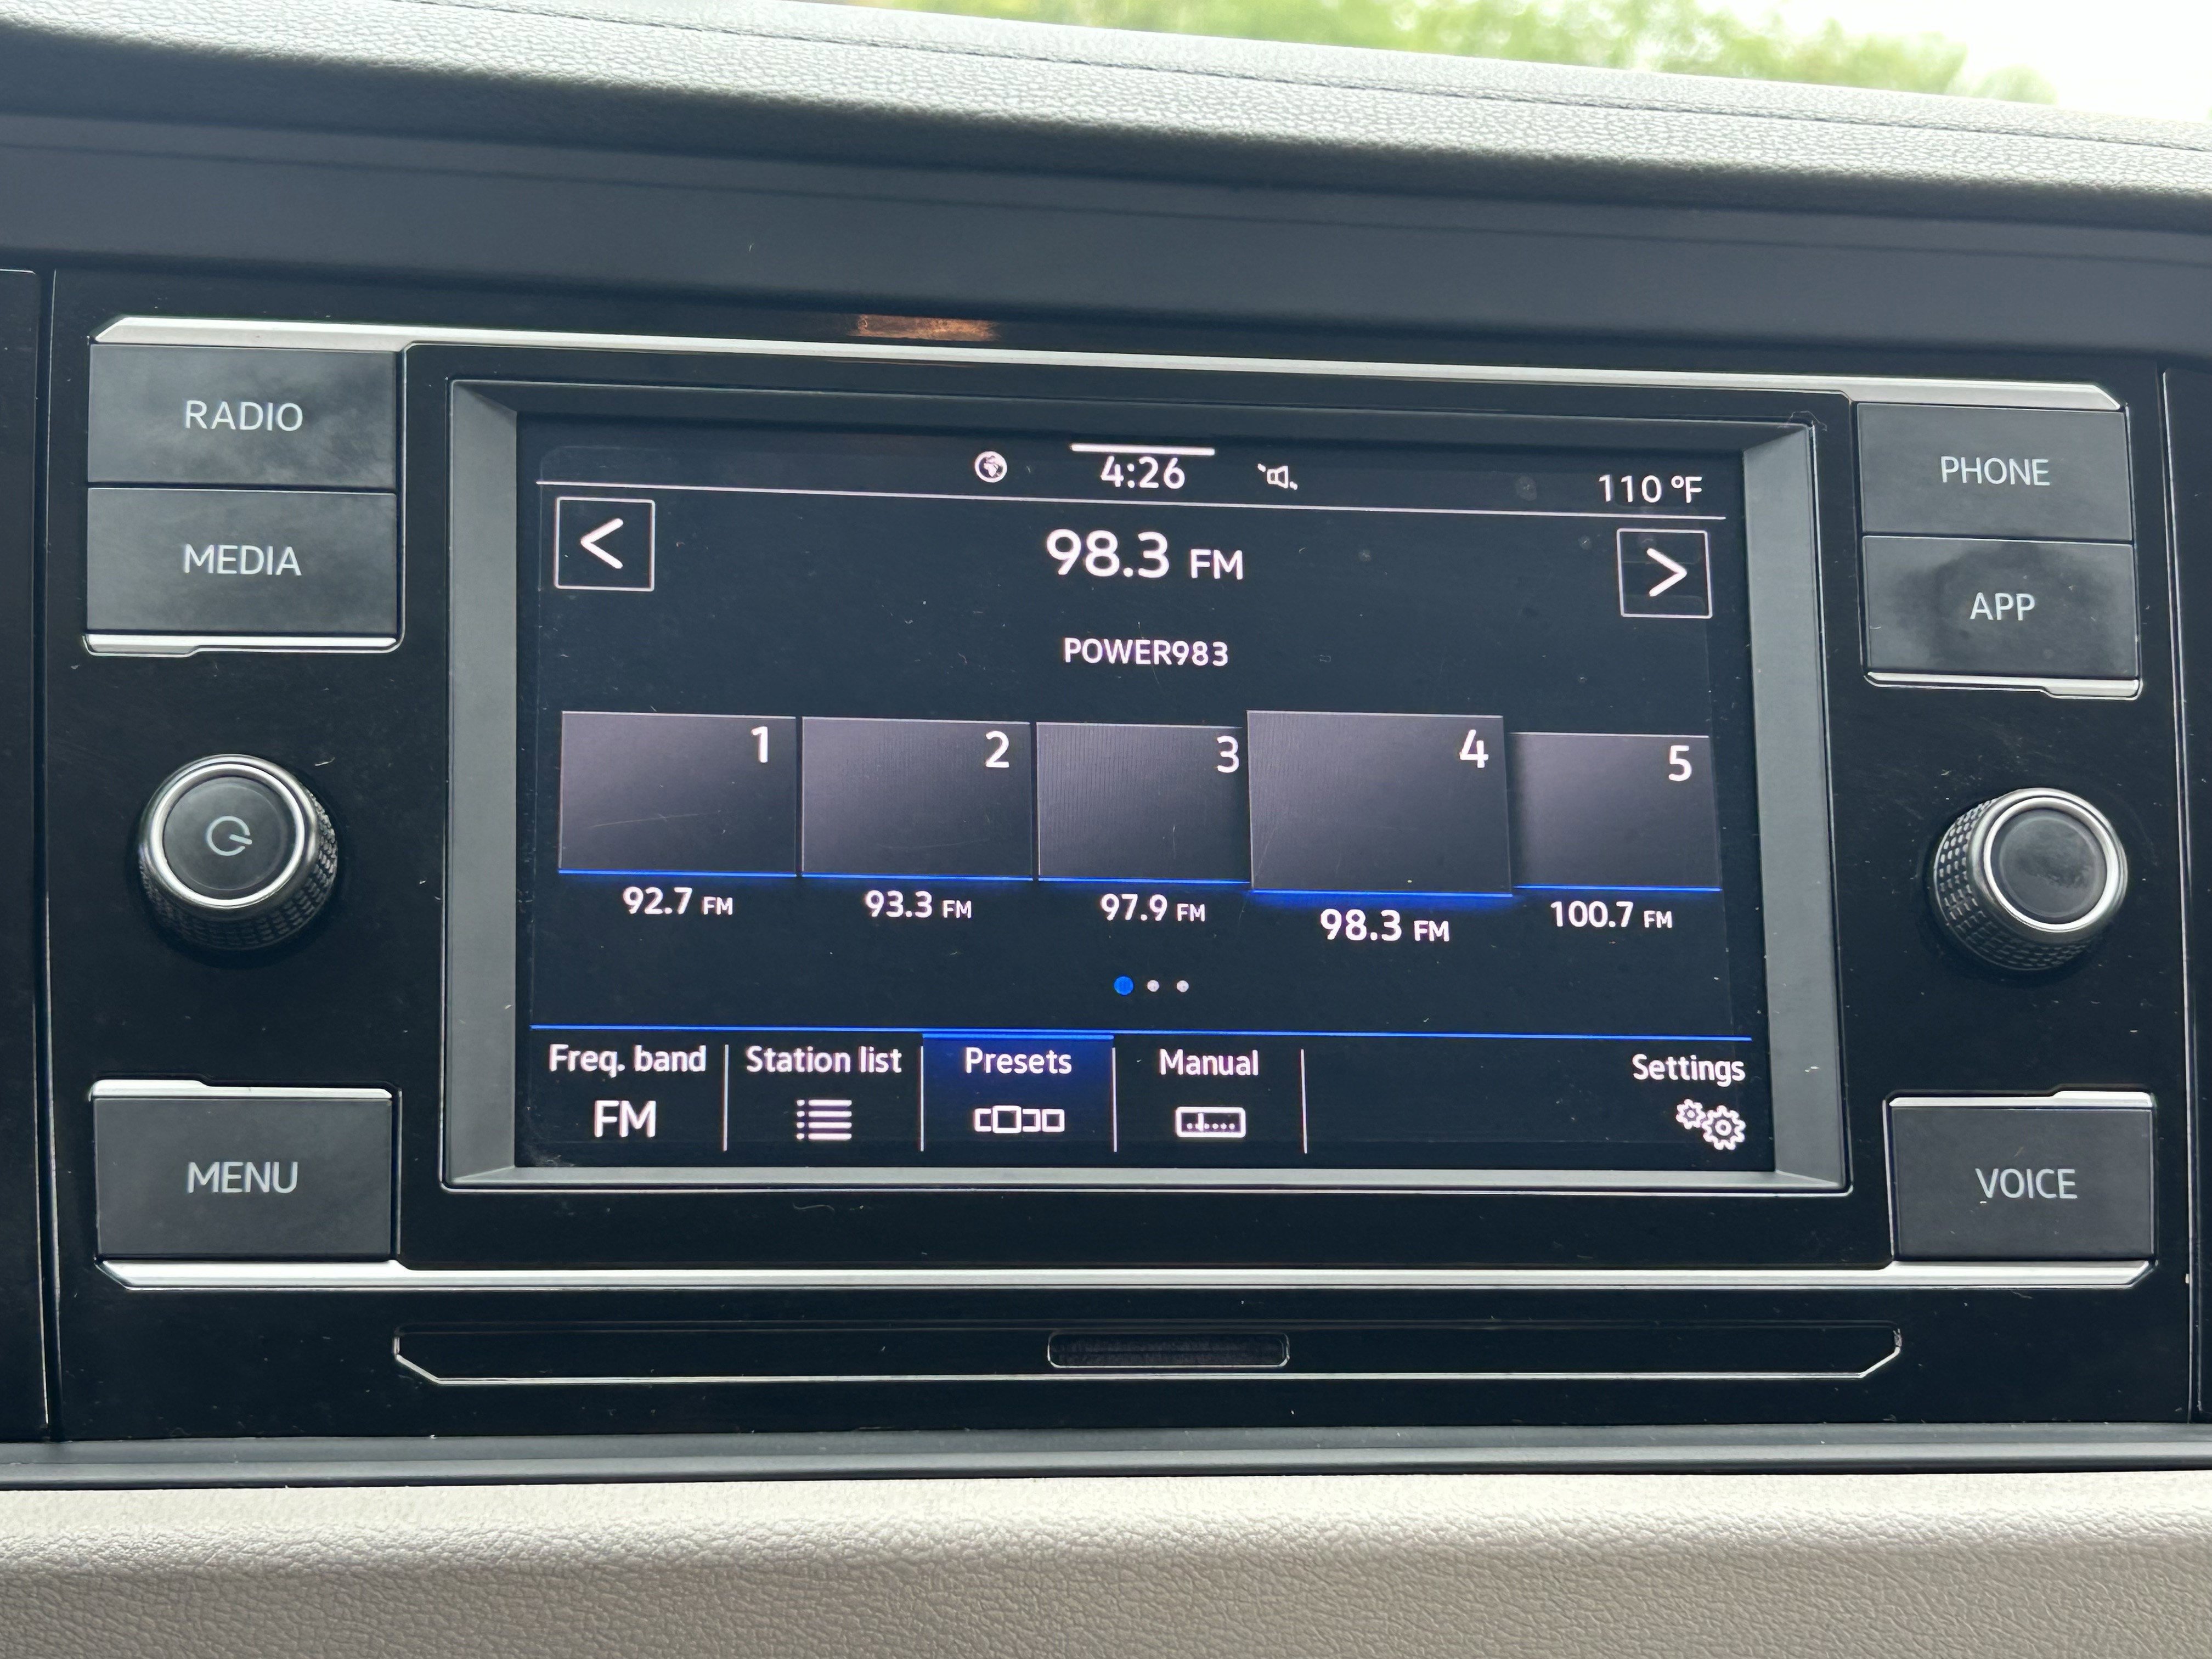 RADIO
MEDIA
MENU
4:26
110 °F
<
98.3 FM
>
POWER983
1
2
3
4
5
92.7 FM
93.3 FM
97.9 FM
98.3 FM
100.7 FM
Freq. band
FM
Station list
Presets
Manual
Settings
PHONE
APP
VOICE